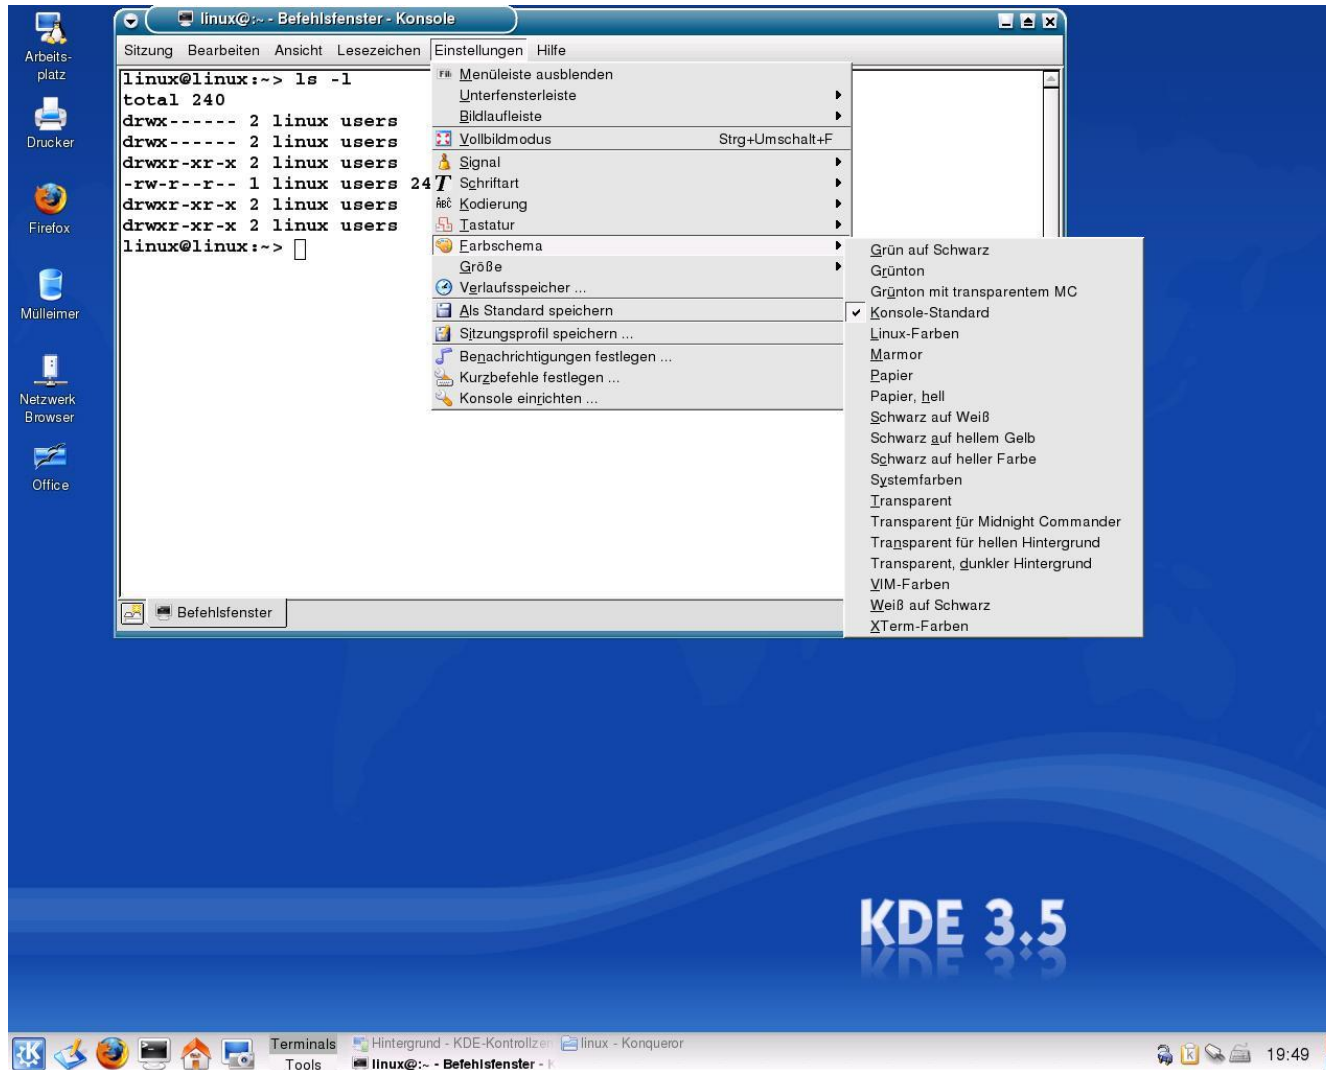 Arbeits-
platz
Drucker
Firefox
Mülleimer
Netzwerk
Browser
Office
linux@:~ - Befehlsfenster - Konsole
Sitzung Bearbeiten Ansicht Lesezeichen Einstellungen Hilfe
linux@linux:~> ls -l
total 240
drwx------ 2 linux users
drwx------ 2 linux users
drwxr-xr-x 2 linux users
-rw-r--r-- 1 linux users 24
drwxr-xr-x 2 linux users
drwxr-xr-x 2 linux users
linux@linux:~>
Menüleiste ausblenden
Unterfensterleiste
Bildlaufleiste
Vollbildmodus Strg+Umschalt+F
Signal
Schriftart
Kodierung
Tastatur
Farbschema
Größe
Verlaufsspeicher ...
Als Standard speichern
Sitzungsprofil speichern ...
Benachrichtigungen festlegen ...
Kurzbefehle festlegen ...
Konsole einrichten ...
Grün auf Schwarz
Grünton
Grünton mit transparentem MC
Konsole-Standard
Linux-Farben
Marmor
Papier
Papier, hell
Schwarz auf Weiß
Schwarz auf hellem Gelb
Schwarz auf heller Farbe
Systemfarben
Transparent
Transparent für Midnight Commander
Transparent für hellen Hintergrund
Transparent, dunkler Hintergrund
VIM-Farben
Weiß auf Schwarz
XTerm-Farben
Befehlsfenster
KDE 3.5
Terminals
Tools
Hintergrund - KDE-Kontrollzen
linux - Konqueror
linux@:~ - Befehlsfenster -
19:49